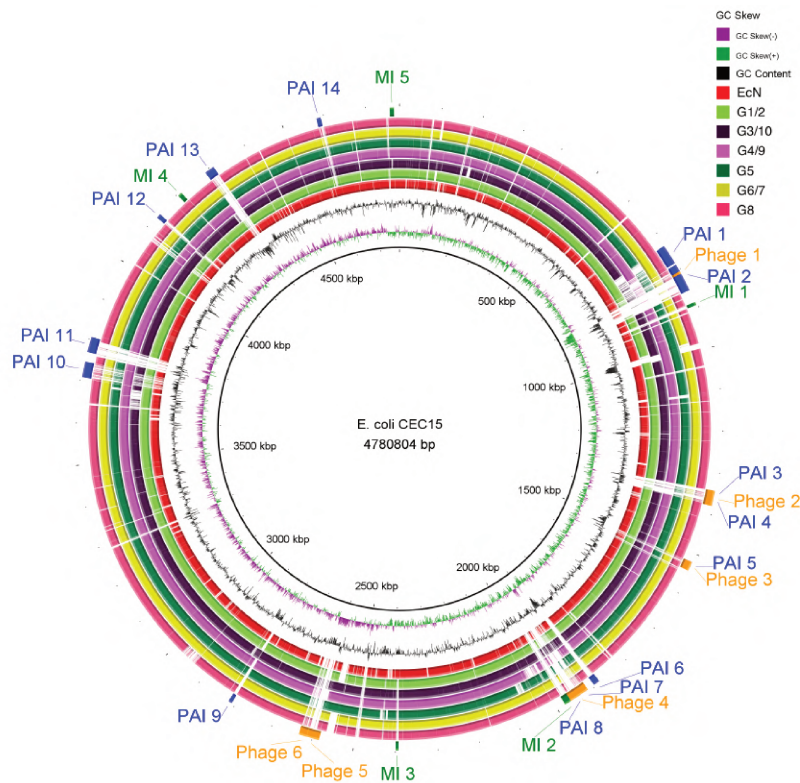 GC Skew
GC Skew(-)
GC Skew(+)
GC Content
EcN
G1/2
G3/10
G4/9
G5
G6/7
G8
MI 5
PAI 14
PAI 13
MI 4
PAI 12
PAI 11
PAI 10
PAI 1
Phage 1
PAI 2
MI 1
PAI 3
Phage 2
PAI 4
PAI 5
Phage 3
PAI 6
PAI 7
Phage 4
PAI 8
MI 2
MI 3
Phage 5
Phage 6
PAI 9
500 kbp
1000 kbp
1500 kbp
2000 kbp
2500 kbp
3000 kbp
3500 kbp
4000 kbp
4500 kbp
E. coli CEC15
4780804 bp